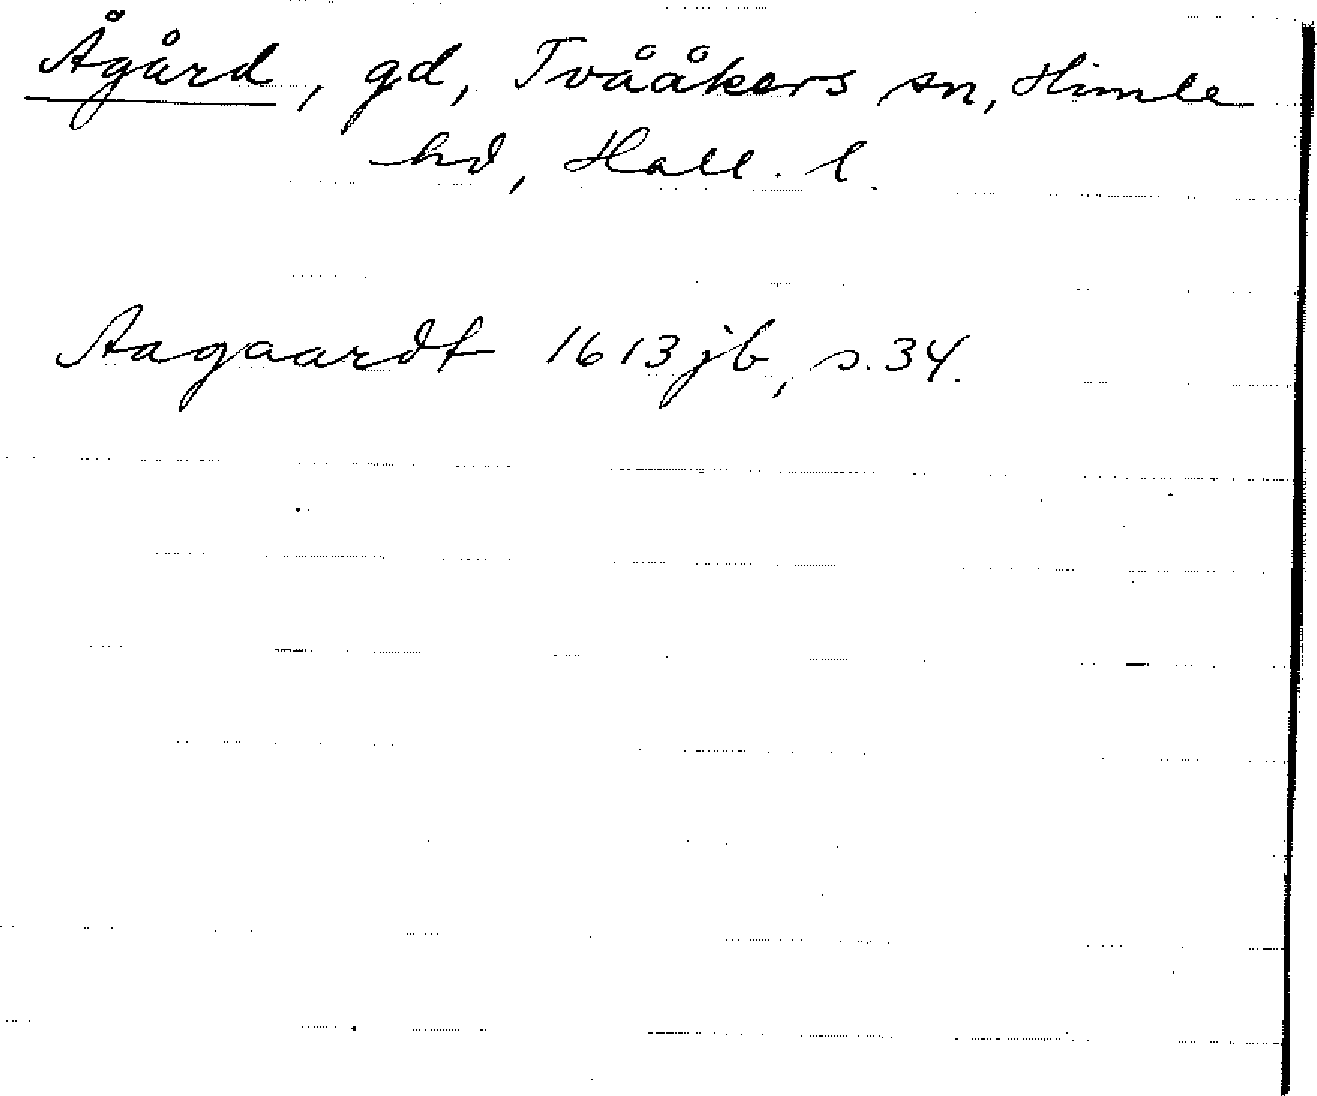 Ågård, gd, Tvååkers sn, Himle
hd, Hall. l.
Aagaardt 1613 jb, s. 34.